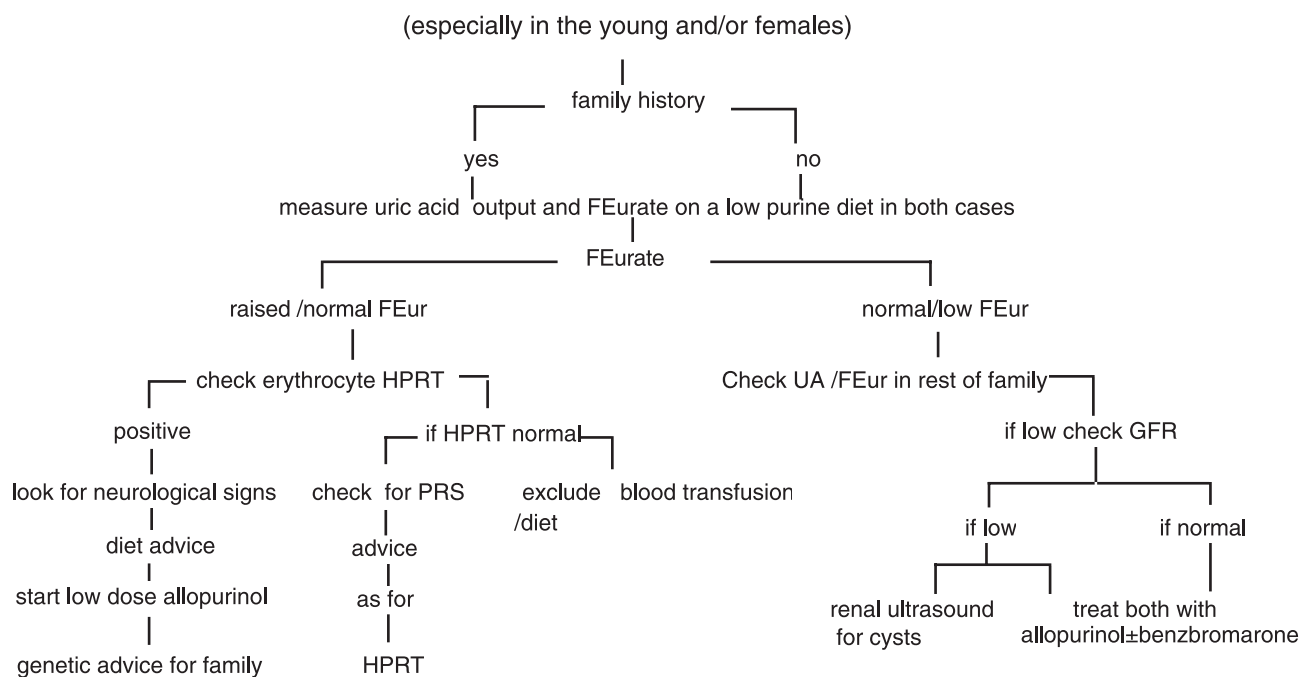 (especially in the young and/or females)
family history
yes
no
measure uric acid output and FEurate on a low purine diet in both cases
FEurate
raised /normal FEur
normal/low FEur
check erythrocyte HPRT
Check UA /FEur in rest of family
positive
if HPRT normal
if low check GFR
look for neurological signs
check for PRS
exclude blood transfusion
/diet
if low
if normal
diet advice
advice
start low dose allopurinol
as for
renal ultrasound
for cysts
treat both with
allopurinol±benzbromarone
genetic advice for family
HPRT